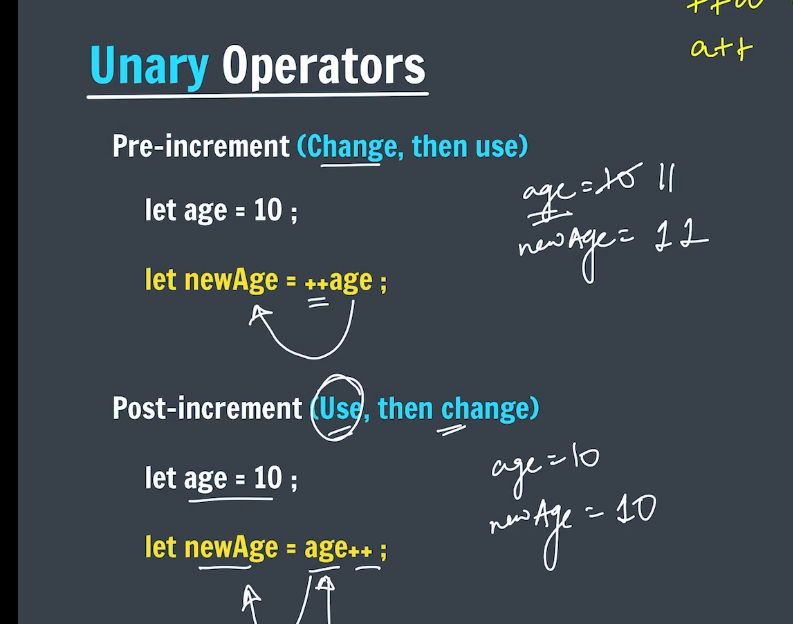 ++a
a++
Unary Operators
Pre-increment (Change, then use)
let age = 10 ;
age = 10 11
newAge = 11
let newAge = ++age ;
Post-increment (Use, then change)
let age = 10 ;
age = 10
newAge = 10
let newAge = age++ ;